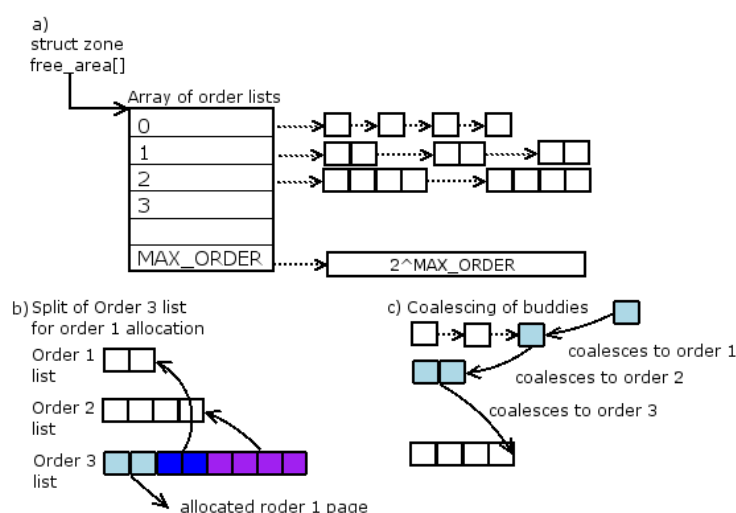 a)
struct zone
free_area[]
Array of order lists
0
1
2
3
MAX_ORDER
2^MAX_ORDER
b) Split of Order 3 list
for order 1 allocation
Order 1
list
Order 2
list
Order 3
list
allocated roder 1 page
c) Coalescing of buddies
coalesces to order 1
coalesces to order 2
coalesces to order 3